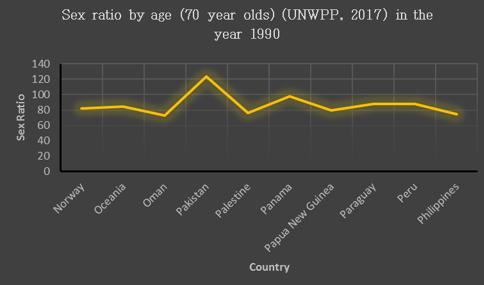 Sex ratio by age (70 year olds) (UNWPP, 2017) in the
year 1990
140
120
100
80
60
40
20
0
Sex Ratio
Norway
Oceania
Oman
Pakistan
Palestine
Panama
Papua New Guinea
Paraguay
Peru
Philippines
Country